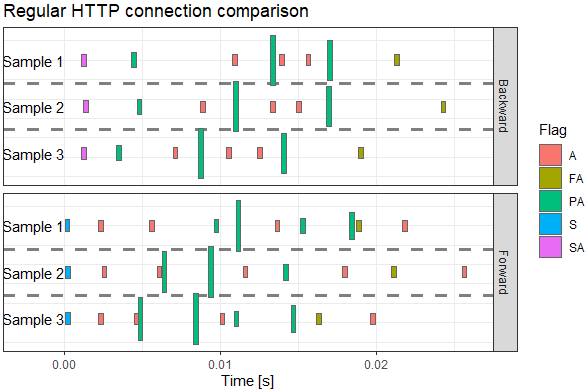 Regular HTTP connection comparison
Sample 1
Sample 2
Sample 3
Backward
Sample 1
Sample 2
Sample 3
Forward
0.00
0.01
0.02
Time [s]
Flag
A
FA
PA
S
SA